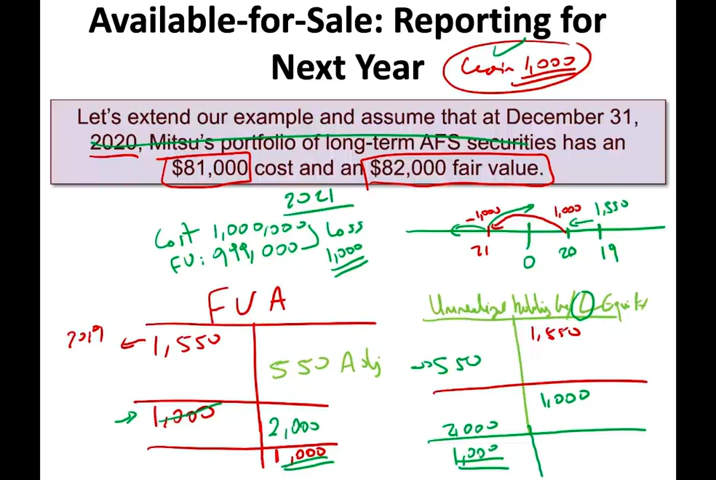 Available-for-Sale: Reporting for
Next Year
Gain 1,000
Let's extend our example and assume that at December 31,
2020, Mitsu's portfolio of long-term AFS securities has an
$81,000 cost and an $82,000 fair value.
2021
Cost 1,000,000
FV: 999,000
Loss
1,000
-1,000
1,000
1,550
21
0
20
19
FVA
2019
1,550
550 Adj
1,000
2,000
1,000
Equity
1,550
550
1,000
2,000
1,000